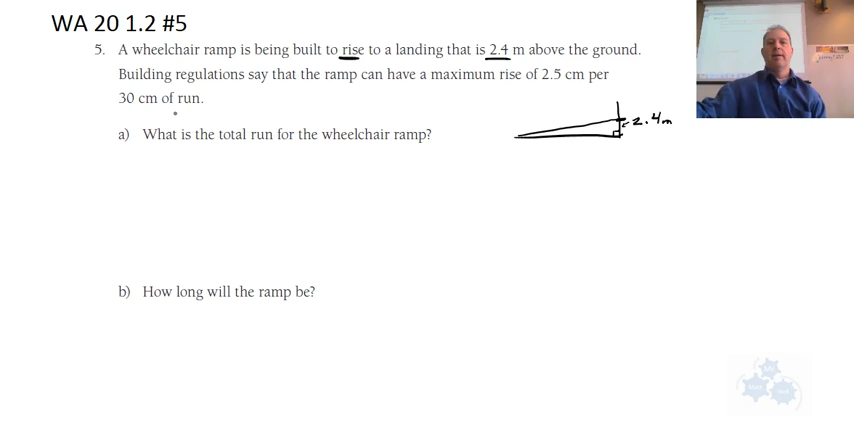 WA 20 1.2 #5
5. A wheelchair ramp is being built to rise to a landing that is 2.4 m above the ground.
Building regulations say that the ramp can have a maximum rise of 2.5 cm per
30 cm of run.
2.4m
a) What is the total run for the wheelchair ramp?
b) How long will the ramp be?